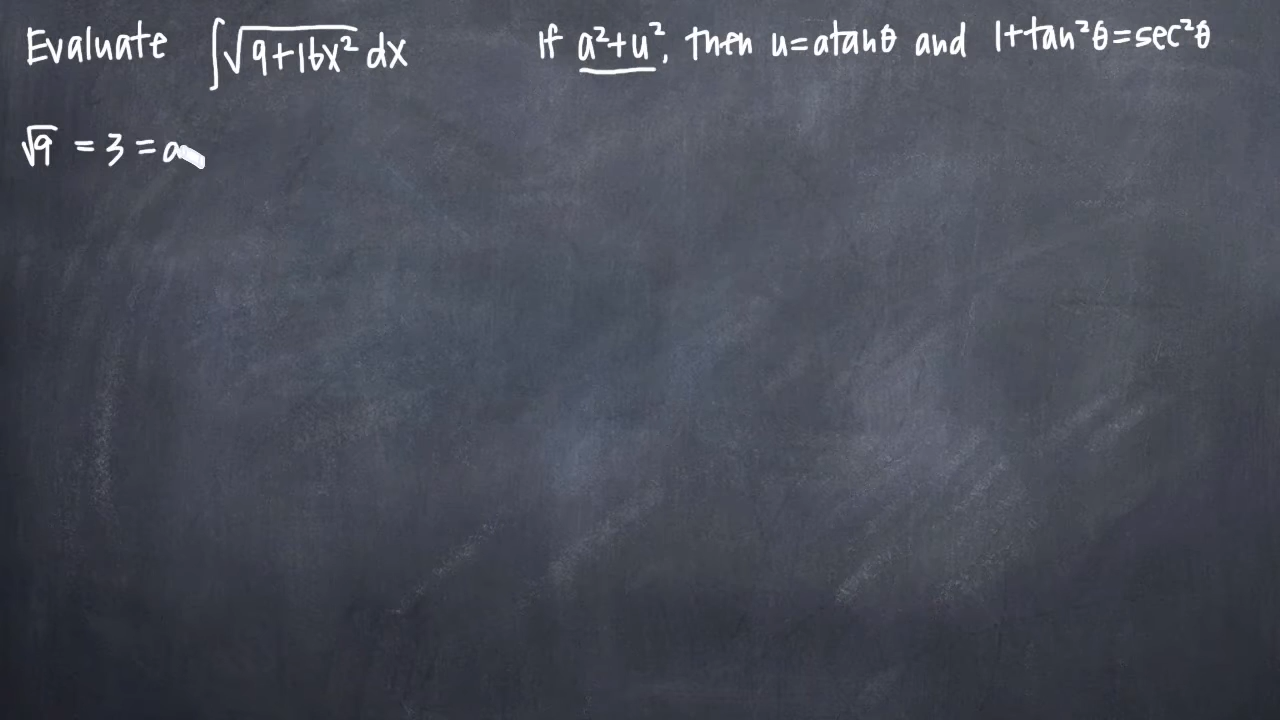 Evaluate ∫√9+16x² dx
If a²+u², then u=atanθ and 1+tan²θ=sec²θ
√9 = 3 = a